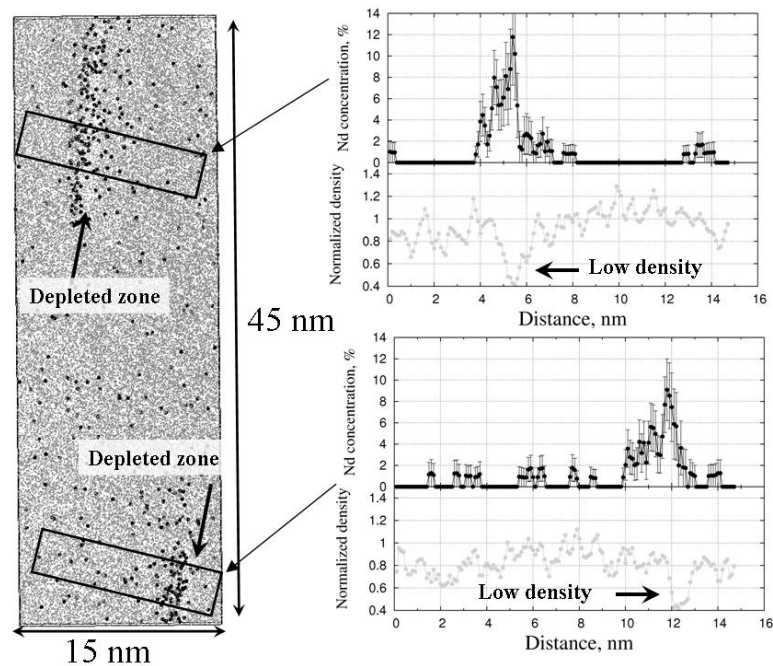 Depleted zone
45 nm
Depleted zone
15 nm
Nd concentration, %
14
12
10
8
6
4
2
0
Normalized density
1.4
1.2
1
0.8
0.6
0.4
Low density
0 2 4 6 8 10 12 14 16
Distance, nm
Nd concentration, %
14
12
10
8
6
4
2
0
Normalized density
1.4
1.2
1
0.8
0.6
0.4
Low density
0 2 4 6 8 10 12 14 16
Distance, nm